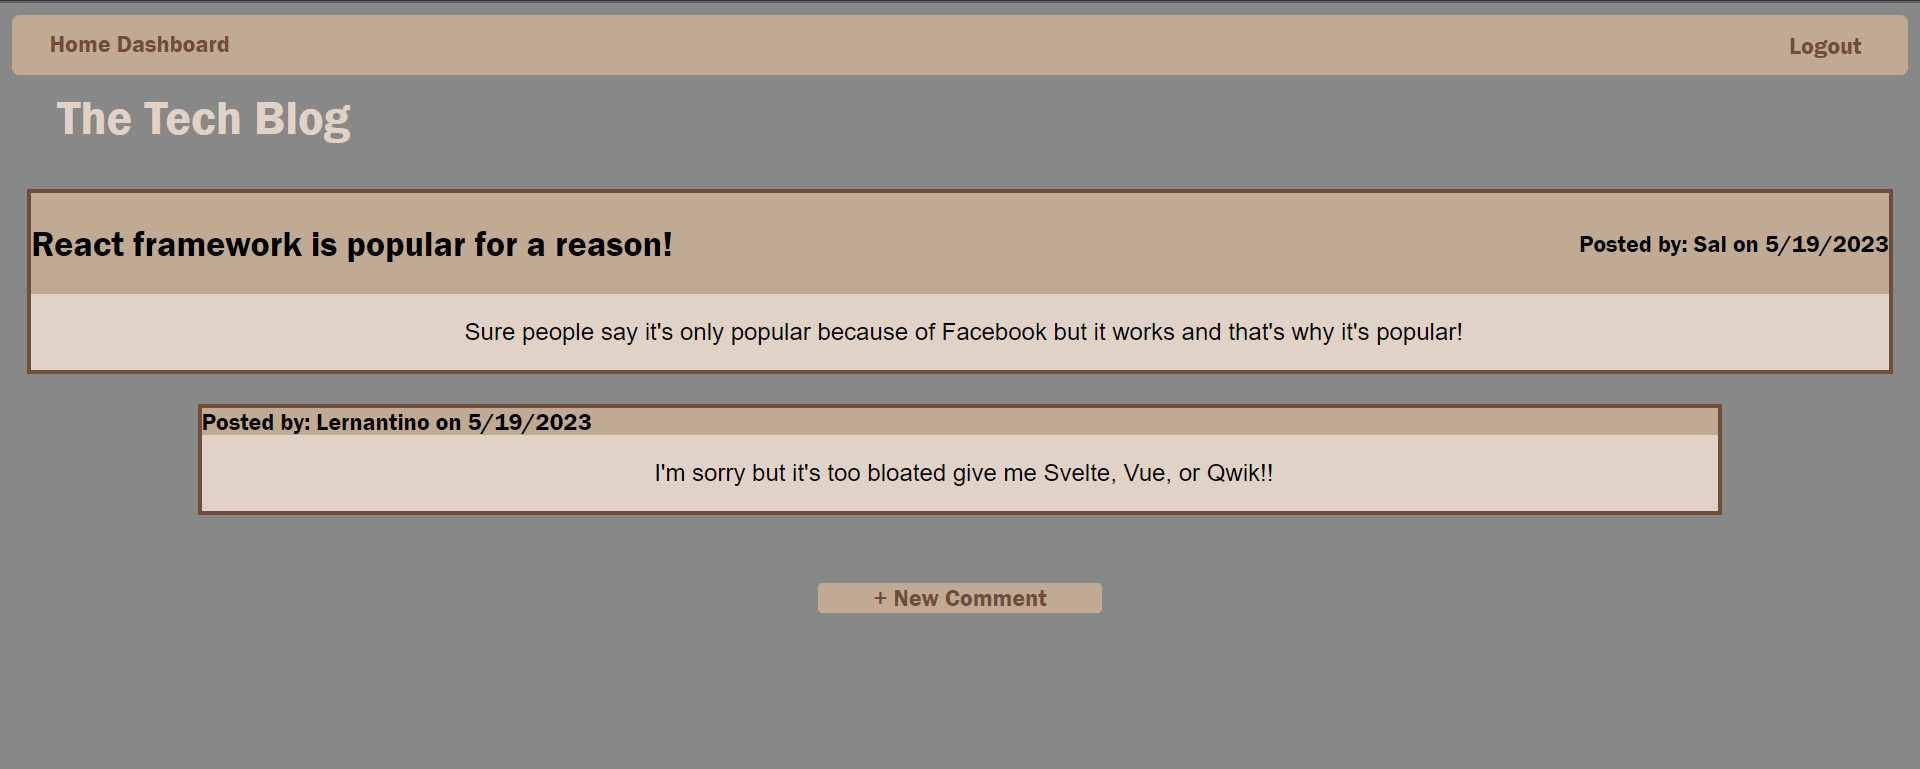 Home Dashboard
Logout
The Tech Blog
React framework is popular for a reason!
Posted by: Sal on 5/19/2023
Sure people say it's only popular because of Facebook but it works and that's why it's popular!
Posted by: Lernantino on 5/19/2023
I'm sorry but it's too bloated give me Svelte, Vue, or Qwik!!
+ New Comment